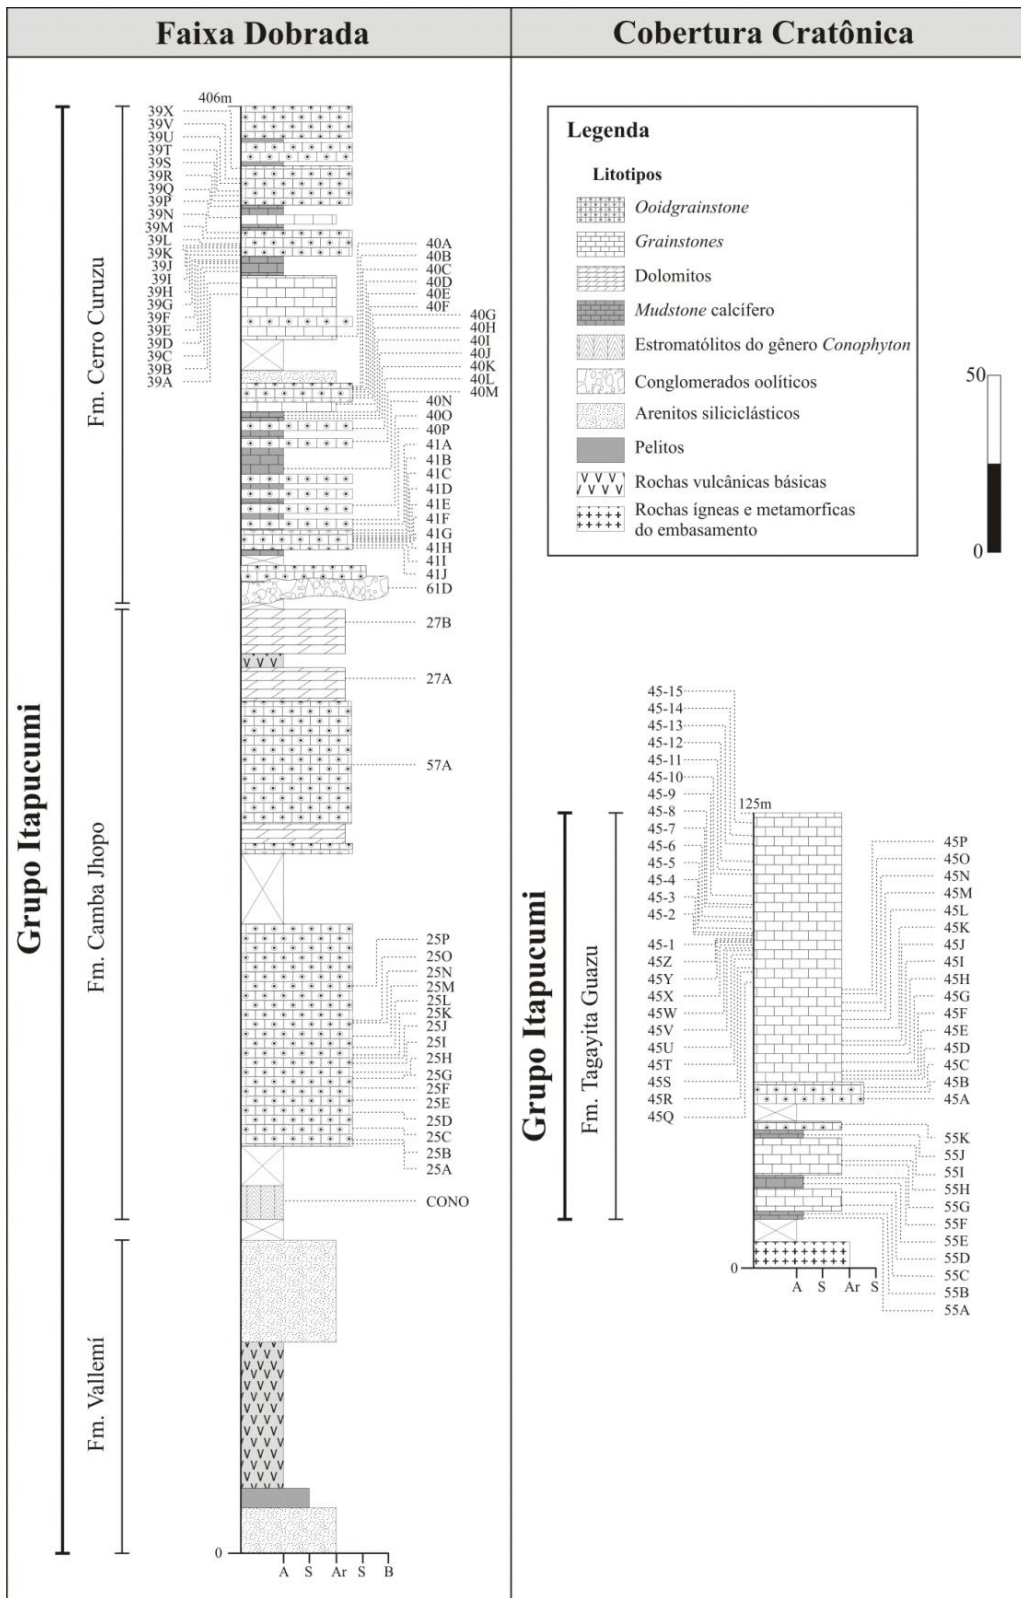 Faixa Dobrada
Cobertura Cratônica
406m
39X
39V
39U
39T
39S
39R
39Q
39P
39N
39M
39L
39K
39J
39I
39H
39G
39F
39E
39D
39C
39B
39A
40A
40B
40C
40D
40E
40F
40G
40H
40I
40J
40K
40L
40M
40N
40O
40P
41A
41B
41C
41D
41E
41F
41G
41H
41I
41J
61D
27B
27A
57A
25P
25O
25N
25M
25L
25K
25J
25I
25H
25G
25F
25E
25D
25C
25B
25A
CONO
Grupo Itapucumi
Fm. Cerro Curuzu
Fm. Camba Jhopo
Fm. Vallemí
0
A S Ar S B
Legenda
Litotipos
Ooidgrainstone
Grainstones
Dolomitos
Mudstone calcífero
Estromatólitos do gênero Conophyton
Conglomerados oolíticos
Arenitos siliciclásticos
Pelitos
Rochas vulcânicas básicas
Rochas ígneas e metamorficas
do embasamento
50
0
45-15
45-14
45-13
45-12
45-11
45-10
45-9
45-8
45-7
45-6
45-5
45-4
45-3
45-2
45-1
45Z
45Y
45X
45W
45V
45U
45T
45S
45R
45Q
125m
45P
45O
45N
45M
45L
45K
45J
45I
45H
45G
45F
45E
45D
45C
45B
45A
55K
55J
55I
55H
55G
55F
55E
55D
55C
55B
55A
Grupo Itapucumi
Fm. Tagayita Guazu
0
A S Ar S